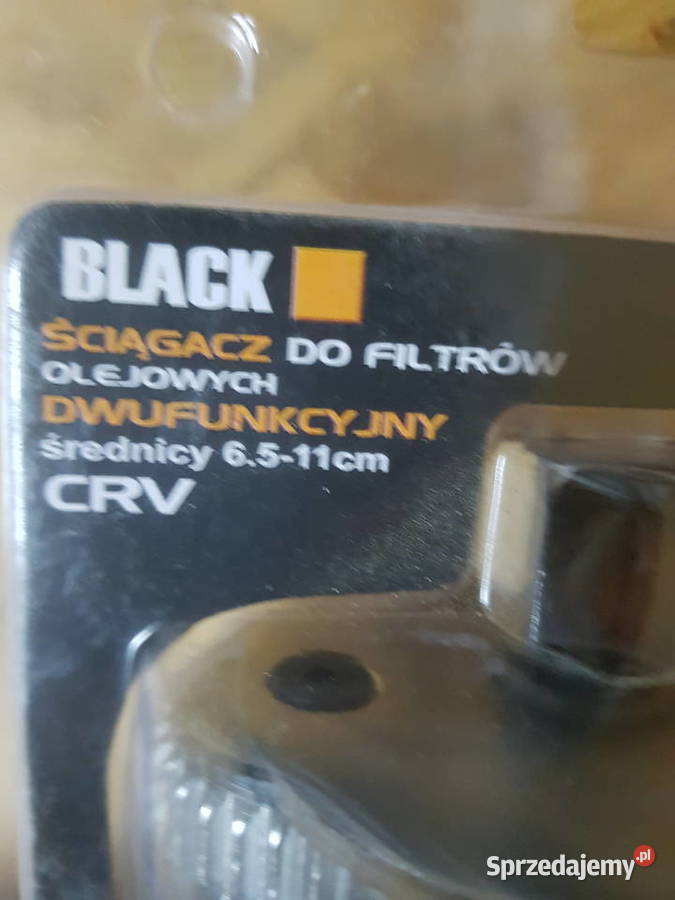 BLACK
ŚCIĄGACZ DO FILTRÓW
OLEJOWYCH
DWUFUNKCYJNY
średnicy 6.5-11cm
CRV
Sprzedajemy.pl